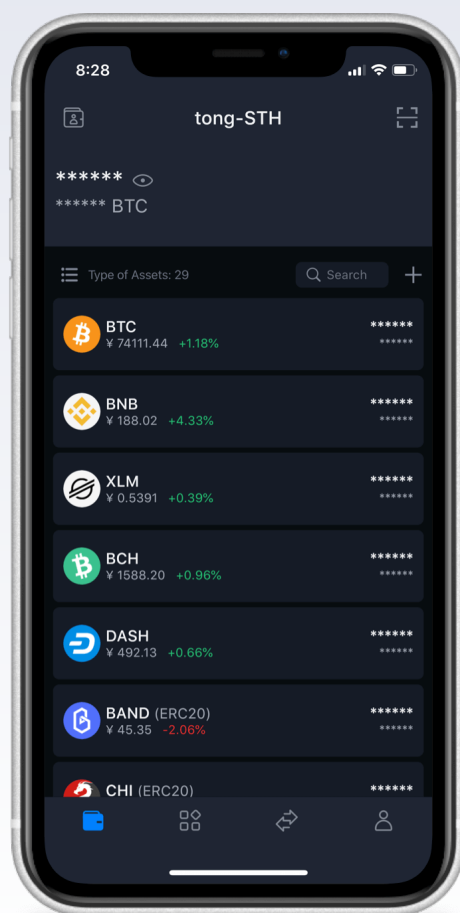 8:28
tong-STH
******
****** BTC
Type of Assets: 29
Search
BTC ******
¥ 74111.44 +1.18% ******
BNB ******
¥ 188.02 +4.33% ******
XLM ******
¥ 0.5391 +0.39% ******
BCH ******
¥ 1588.20 +0.96% ******
DASH ******
¥ 492.13 +0.66% ******
BAND (ERC20) ******
¥ 45.35 -2.06% ******
CHI (ERC20) ******